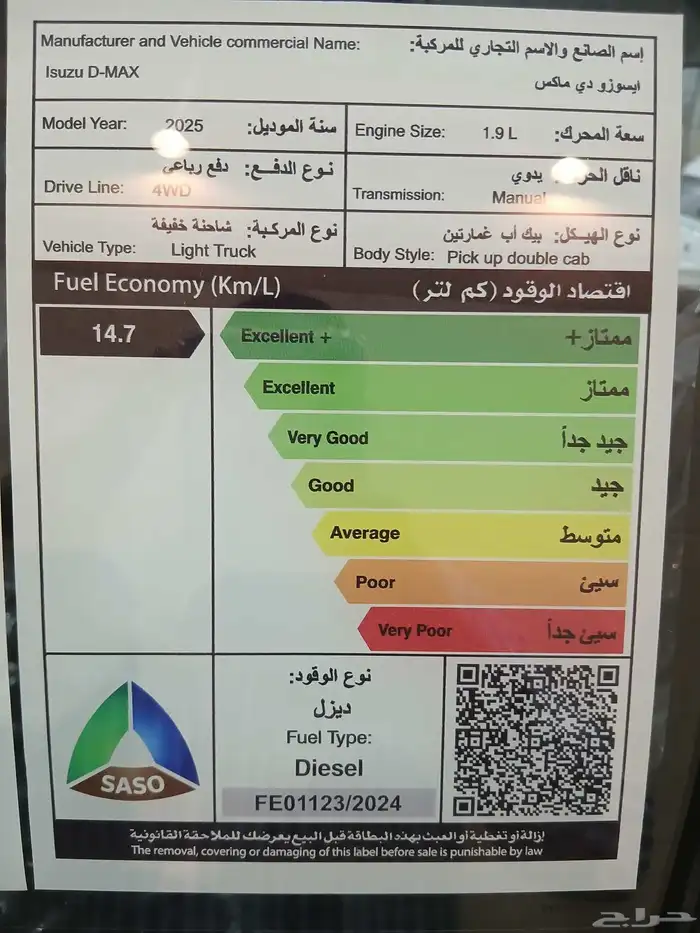 Manufacturer and Vehicle commercial Name: إسم الصانع والاسم التجاري للمركبة:
Isuzu D-MAX ايسوزو دي ماكس
Model Year: 2025 سنة الموديل:
Engine Size: 1.9 L سعة المحرك:
نوع الدفـع: دفع رباعي
Drive Line: 4WD
ناقل الحر يدوي
Transmission: Manual
نوع المركبة: شاحنة خفيفة
Vehicle Type: Light Truck
نوع الهيكل: بيك أب غمارتين
Body Style: Pick up double cab
Fuel Economy (Km/L) اقتصاد الوقود (كم لتر)
14.7
Excellent + ممتاز+
Excellent ممتاز
Very Good جيد جداً
Good جيد
Average متوسط
Poor سيئ
Very Poor سيئ جداً
SASO
نوع الوقود:
ديزل
Fuel Type:
Diesel
FE01123/2024
إزالة أو تغطية أو العبث بهذه البطاقة قبل البيع يعرضك للملاحقة القانونية
The removal, covering or damaging of this label before sale is punishable by law
حراج